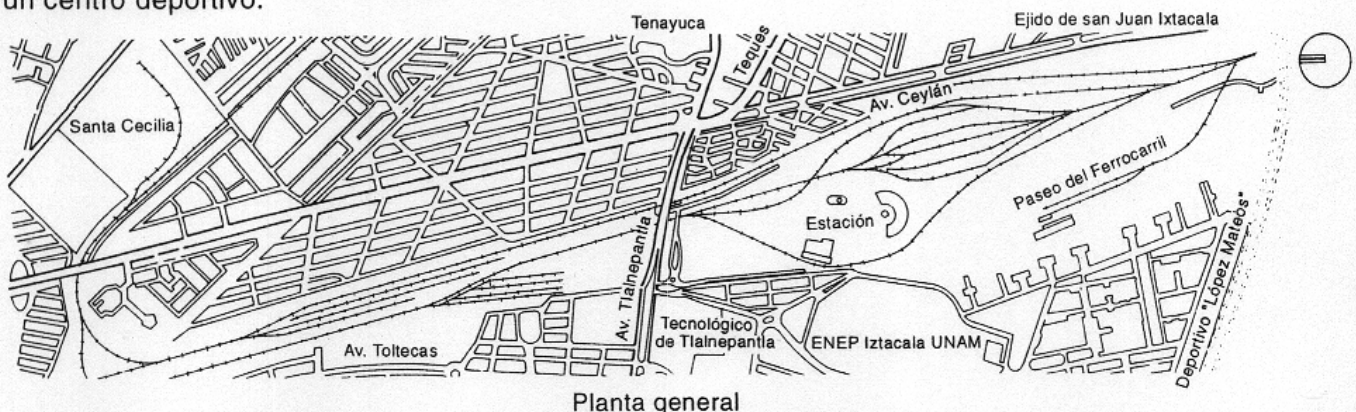 un centro deportivo.
Tenayuca
Ejido de san Juan Ixtacala
Teques
Av. Ceylán
Santa Cecilia
Paseo del Ferrocarril
Estación
Deportivo "López Mateos"
Av. Tlalnepantla
Tecnológico
de Tlalnepantla
ENEP Iztacala UNAM
Av. Toltecas
Planta general